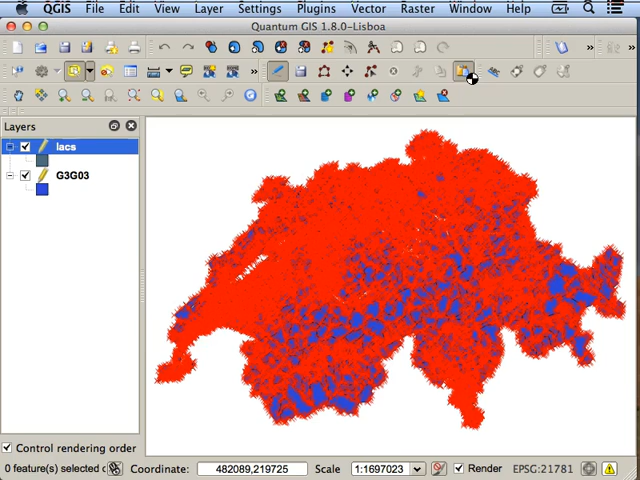 QGIS File Edit View Layer Settings Plugins Vector Raster Window Help
Quantum GIS 1.8.0-Lisboa
Layers
lacs
G3G03
Control rendering order
0 feature(s) selected
Coordinate: 482089,219725 Scale 1:1697023 Render EPSG:21781